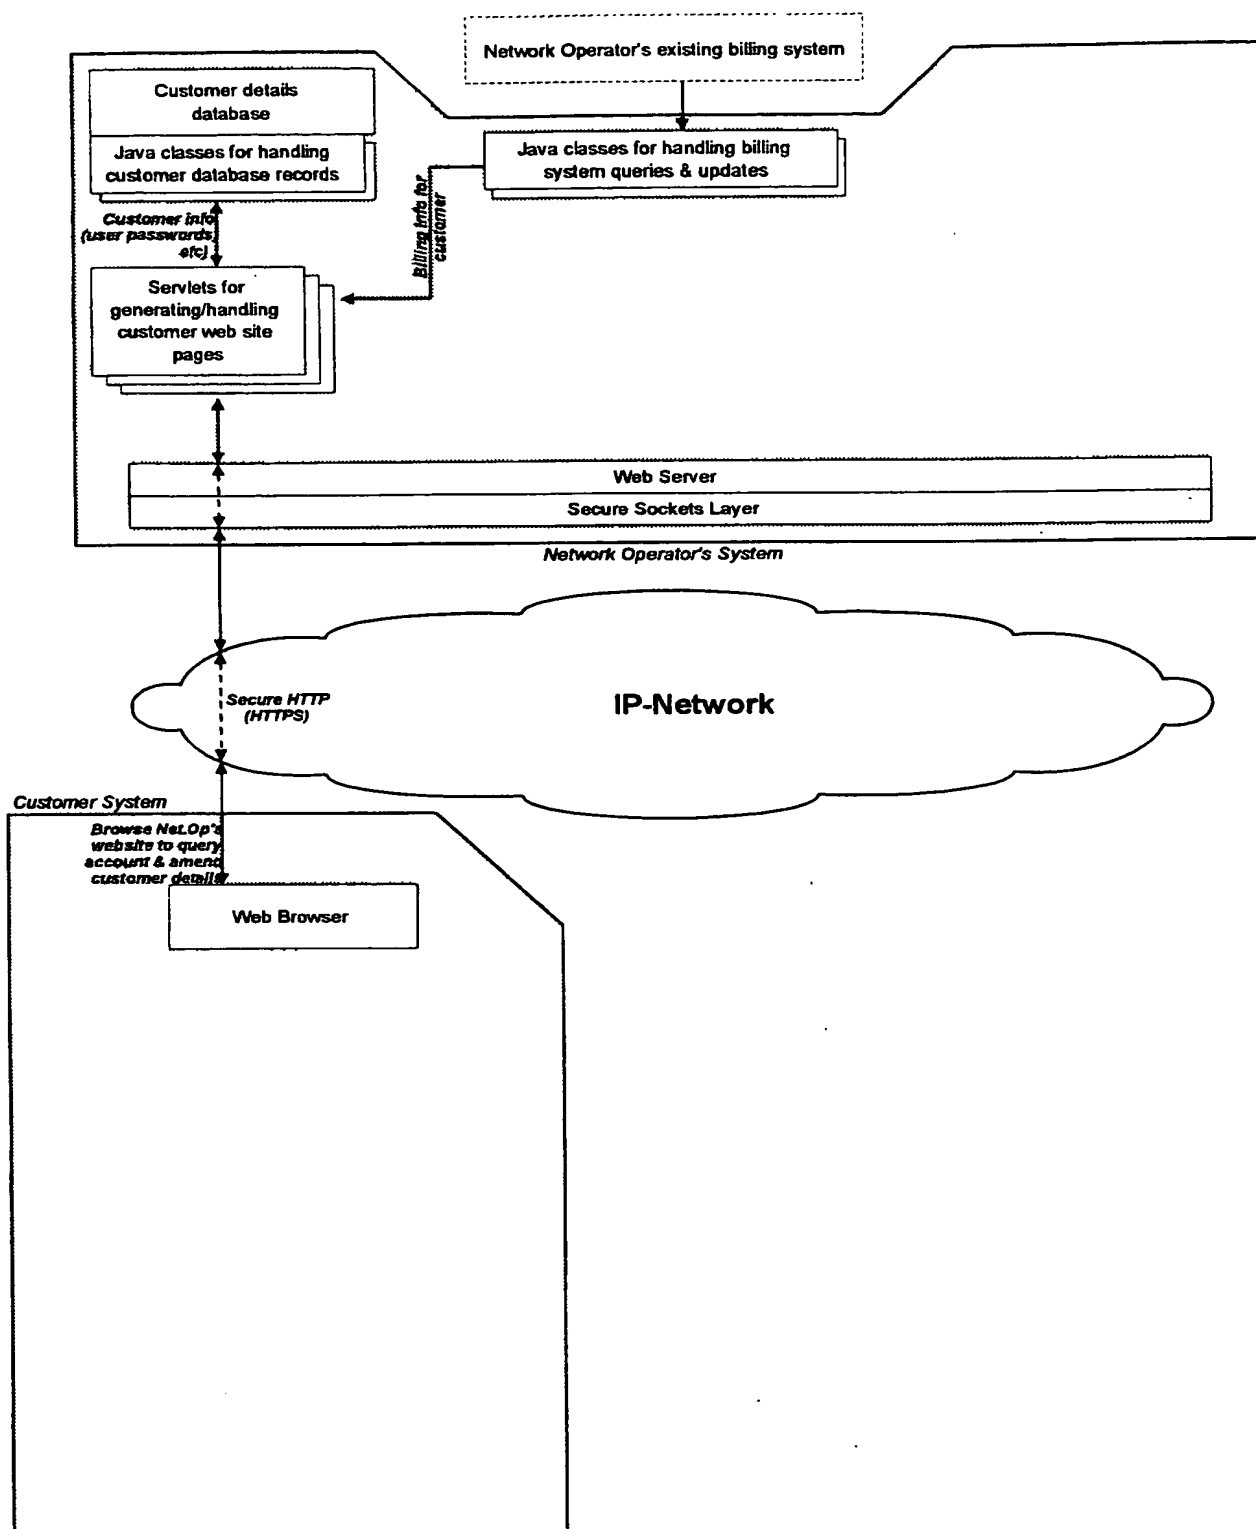 Network Operator's existing billing system
Customer details
database
Java classes for handling
customer database records
Java classes for handling billing
system queries & updates
Customer info
(user passwords,
etc)
Billing info for
customer
Servlets for
generating/handling
customer web site
pages
Web Server
Secure Sockets Layer
Network Operator's System
Secure HTTP
(HTTPS)
IP-Network
Customer System
Browse Net.Op's
website to query
account & amend
customer details
Web Browser